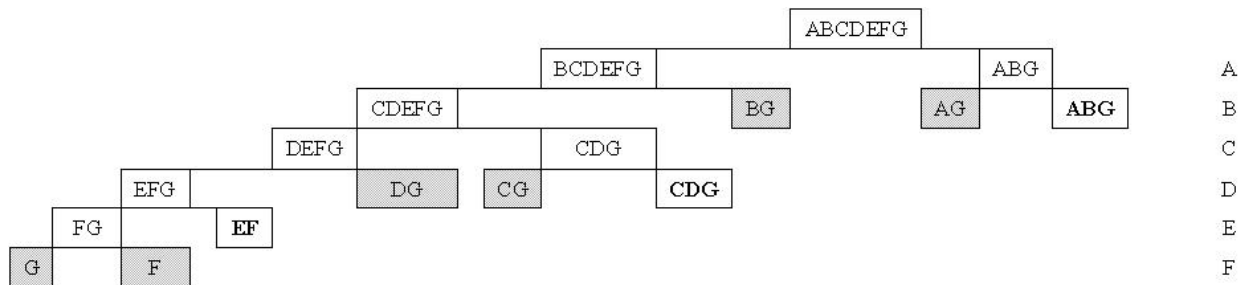 ABCDEFG
BCDEFG ABG A
CDEFG BG AG ABG B
DEFG CDG C
EFG DG CG CDG D
FG EF E
G F F